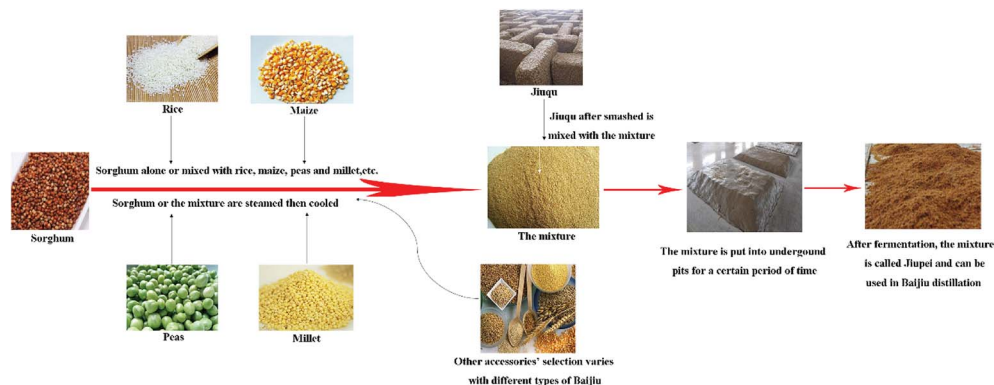 Rice
Maize
Jiuqu
Jiuqu after smashed is
mixed with the mixture
Sorghum alone or mixed with rice, maize, peas and millet,etc.
Sorghum or the mixture are steamed then cooled
Sorghum
The mixture
Peas
Millet
The mixture is put into undergound
pits for a certain period of time
After fermentation, the mixture
is called Jiupei and can be
used in Baijiu distillation
Other accessories' selection varies
with different types of Baijiu